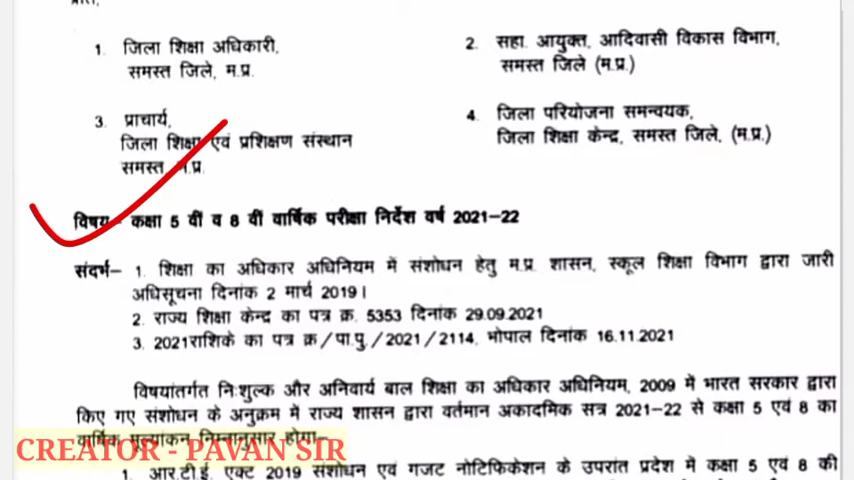 प्रति,
1. जिला शिक्षा अधिकारी,
समस्त जिले, म.प्र.
2. सहा. आयुक्त, आदिवासी विकास विभाग,
समस्त जिले (म.प्र.)
3. प्राचार्य,
जिला शिक्षा एवं प्रशिक्षण संस्थान
समस्त म.प्र.
4. जिला परियोजना समन्वयक,
जिला शिक्षा केन्द्र, समस्त जिले, (म.प्र.)
विषय- कक्षा 5 वीं व 8 वीं वार्षिक परीक्षा निर्देश वर्ष 2021-22
संदर्भ– 1. शिक्षा का अधिकार अधिनियम में संशोधन हेतु म.प्र. शासन, स्कूल शिक्षा विभाग द्वारा जारी
अधिसूचना दिनांक 2 मार्च 2019।
2. राज्य शिक्षा केन्द्र का पत्र क्र. 5353 दिनांक 29.09.2021
3. 2021राशिके का पत्र क्र/पा.पु./2021/2114, भोपाल दिनांक 16.11.2021
विषयांतर्गत निःशुल्क और अनिवार्य बाल शिक्षा का अधिकार अधिनियम, 2009 में भारत सरकार द्वारा
किए गए संशोधन के अनुक्रम में राज्य शासन द्वारा वर्तमान अकादमिक सत्र 2021-22 से कक्षा 5 एवं 8 का
वार्षिक मूल्यांकन निम्नानुसार होगा–
CREATOR - PAVAN SIR
1. आर.टी.ई. एक्ट 2019 संशोधन एवं गजट नोटिफिकेशन के उपरांत प्रदेश में कक्षा 5 एवं 8 की